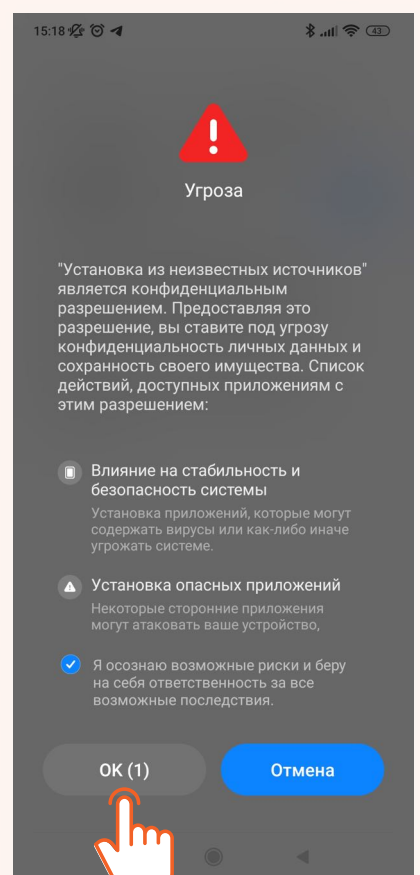 15:18
43
Угроза
"Установка из неизвестных источников"
является конфиденциальным
разрешением. Предоставляя это
разрешение, вы ставите под угрозу
конфиденциальность личных данных и
сохранность своего имущества. Список
действий, доступных приложениям с
этим разрешением:
Влияние на стабильность и
безопасность системы
Установка приложений, которые могут
содержать вирусы или как-либо иначе
угрожать системе.
Установка опасных приложений
Некоторые сторонние приложения
могут атаковать ваше устройство,
Я осознаю возможные риски и беру
на себя ответственность за все
возможные последствия.
OK (1)
Отмена